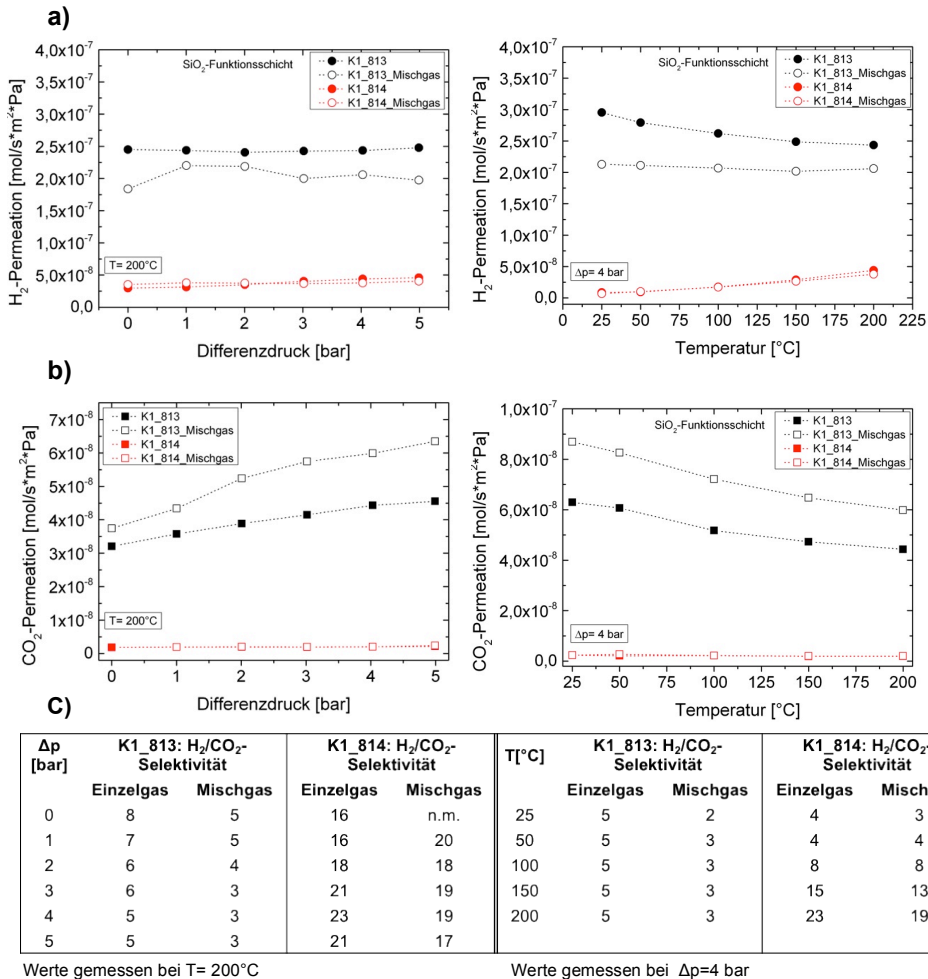 a)
H₂-Permeation [mol/s*m²*Pa]
4,0x10⁻⁷
3,5x10⁻⁷
3,0x10⁻⁷
2,5x10⁻⁷
2,0x10⁻⁷
1,5x10⁻⁷
1,0x10⁻⁷
5,0x10⁻⁸
0,0
SiO₂-Funktionsschicht
K1_813
K1_813_Mischgas
K1_814
K1_814_Mischgas
T= 200°C
0 1 2 3 4 5
Differenzdruck [bar]
H₂-Permeation [mol/s*m²*Pa]
4,0x10⁻⁷
3,5x10⁻⁷
3,0x10⁻⁷
2,5x10⁻⁷
2,0x10⁻⁷
1,5x10⁻⁷
1,0x10⁻⁷
5,0x10⁻⁸
0,0
SiO₂-Funktionsschicht
K1_813
K1_813_Mischgas
K1_814
K1_814_Mischgas
Δp= 4 bar
0 25 50 75 100 125 150 175 200 225
Temperatur [°C]
b)
CO₂-Permeation [mol/s*m²*Pa]
7x10⁻⁸
6x10⁻⁸
5x10⁻⁸
4x10⁻⁸
3x10⁻⁸
2x10⁻⁸
1x10⁻⁸
0
K1_813
K1_813_Mischgas
K1_814
K1_814_Mischgas
T= 200°C
0 1 2 3 4 5
Differenzdruck [bar]
CO₂-Permeation [mol/s*m²*Pa]
1,0x10⁻⁷
8,0x10⁻⁸
6,0x10⁻⁸
4,0x10⁻⁸
2,0x10⁻⁸
0,0
SiO₂-Funktionsschicht
K1_813
K1_813_Mischgas
K1_814
K1_814_Mischgas
Δp= 4 bar
25 50 75 100 125 150 175 200
Temperatur [°C]
C)
Δp K1_813: H₂/CO₂- K1_814: H₂/CO₂- T[°C] K1_813: H₂/CO₂- K1_814: H₂/CO₂-
[bar] Selektivität Selektivität Selektivität Selektivität
Einzelgas Mischgas Einzelgas Mischgas Einzelgas Mischgas Einzelgas Misch
0 8 5 16 n.m. 25 5 2 4 3
1 7 5 16 20 50 5 3 4 4
2 6 4 18 18 100 5 3 8 8
3 6 3 21 19 150 5 3 15 13
4 5 3 23 19 200 5 3 23 19
5 5 3 21 17
Werte gemessen bei T= 200°C Werte gemessen bei Δp=4 bar